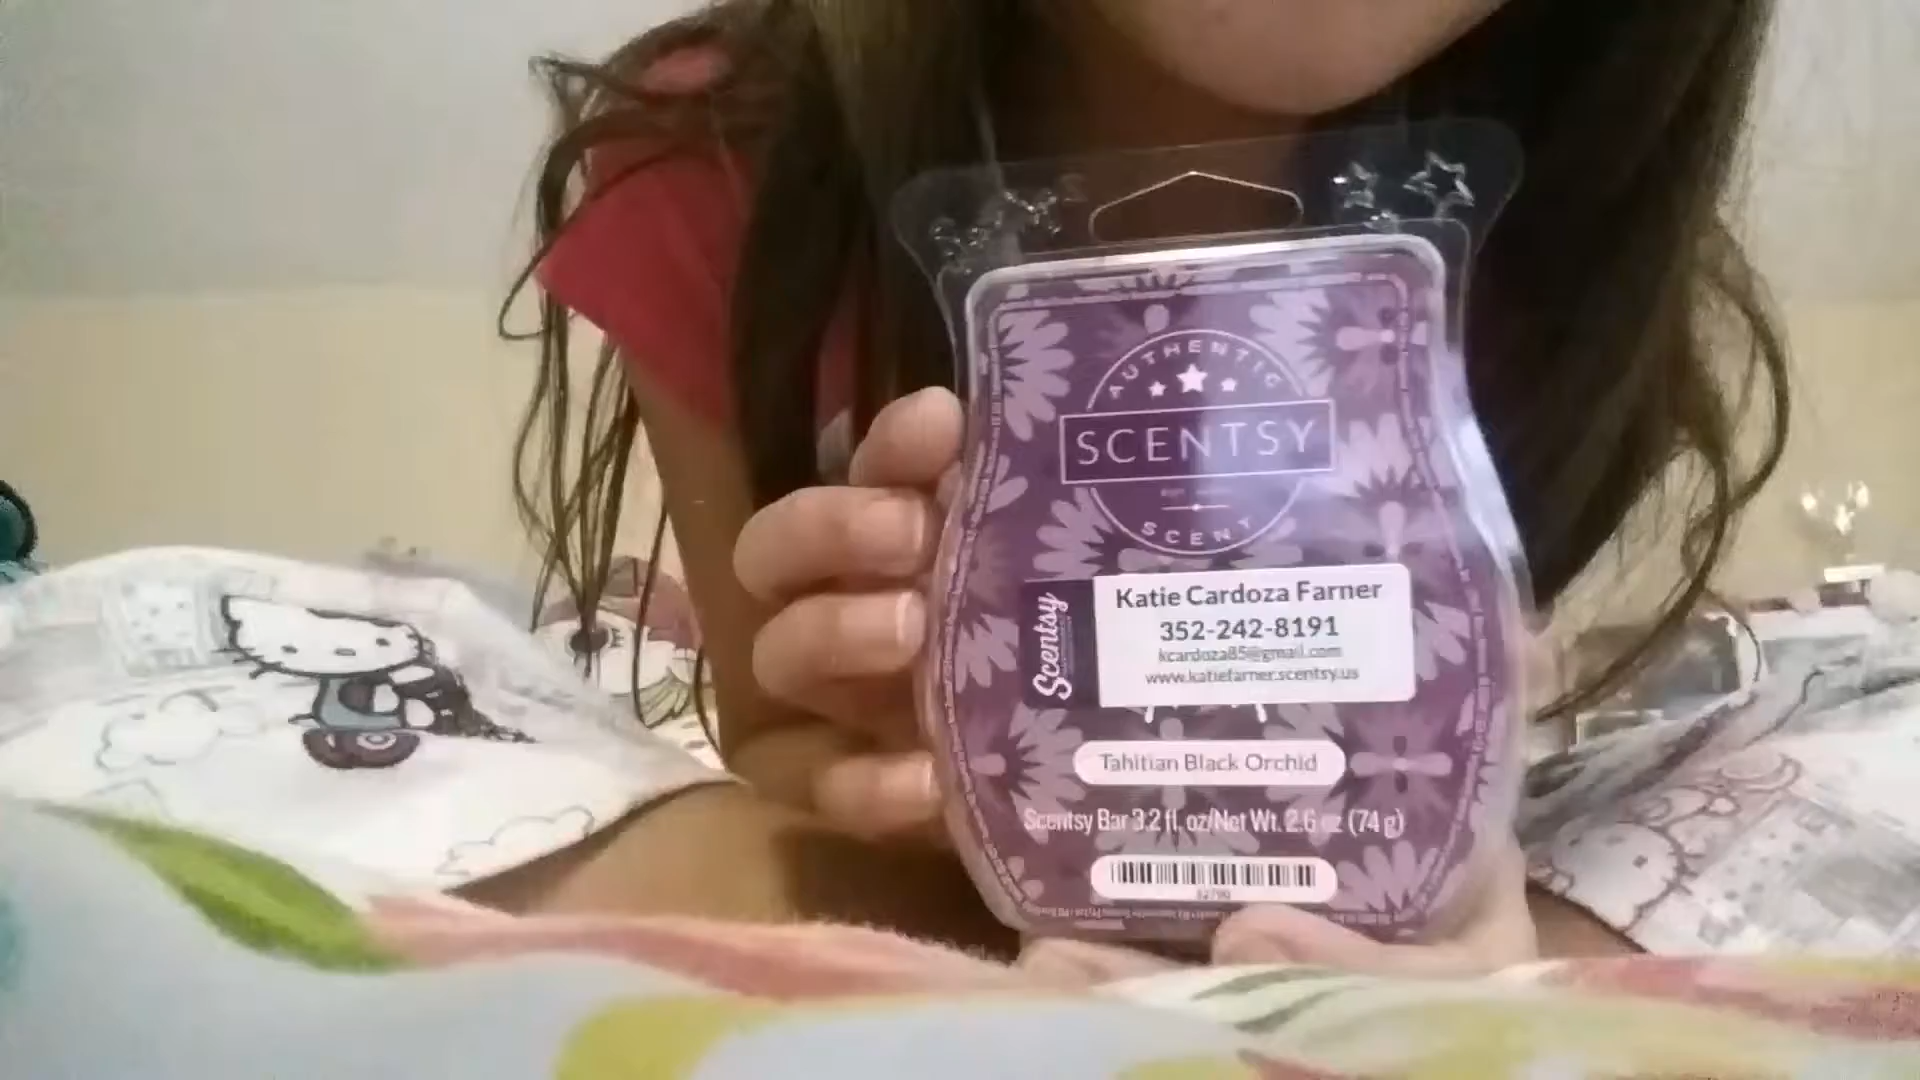 AUTHENTIC
SCENTSY
SCENT
Scentsy
Katie Cardoza Farner
352-242-8191
kcardoza85@gmail.com
www.katiefarner.scentsy.us
Tahitian Black Orchid
Scentsy Bar 3.2 fl. oz/Net Wt. 2.6 oz (74 g)